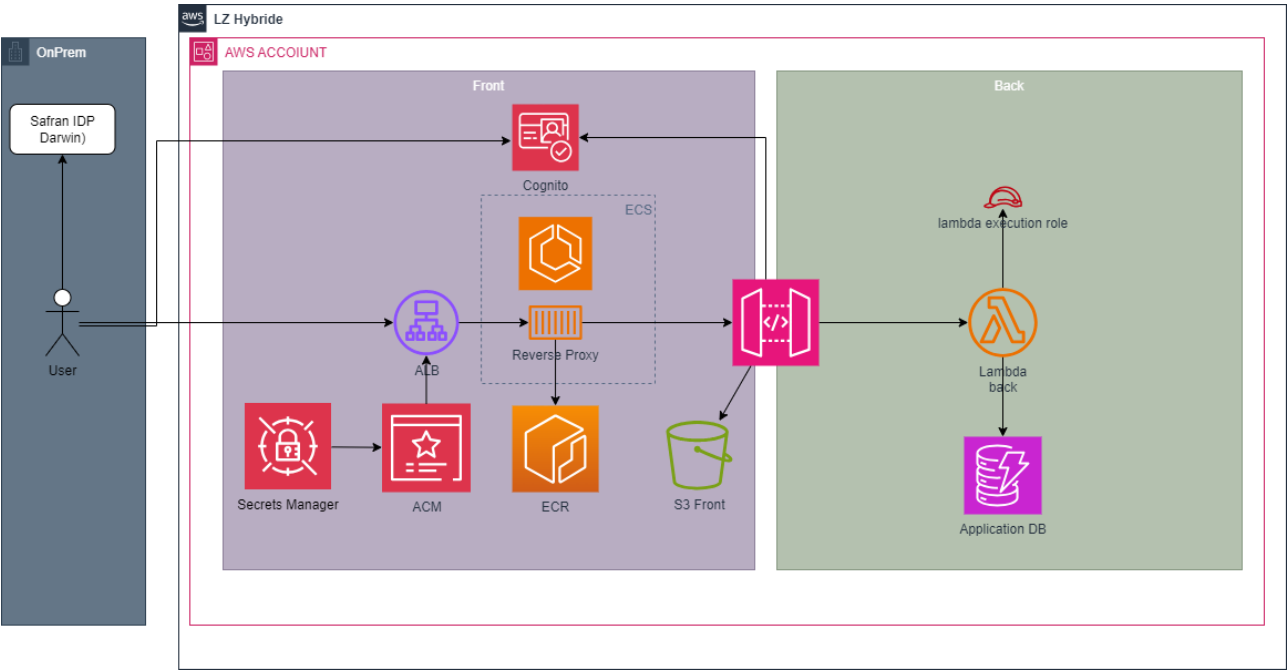 aws
LZ Hybride
OnPrem
AWS ACCOIUNT
Front
Back
Safran IDP
Darwin)
Cognito
ECS
lambda execution role
</>
Reverse Proxy
ALB
User
Lambda
back
Secrets Manager
ACM
ECR
S3 Front
Application DB